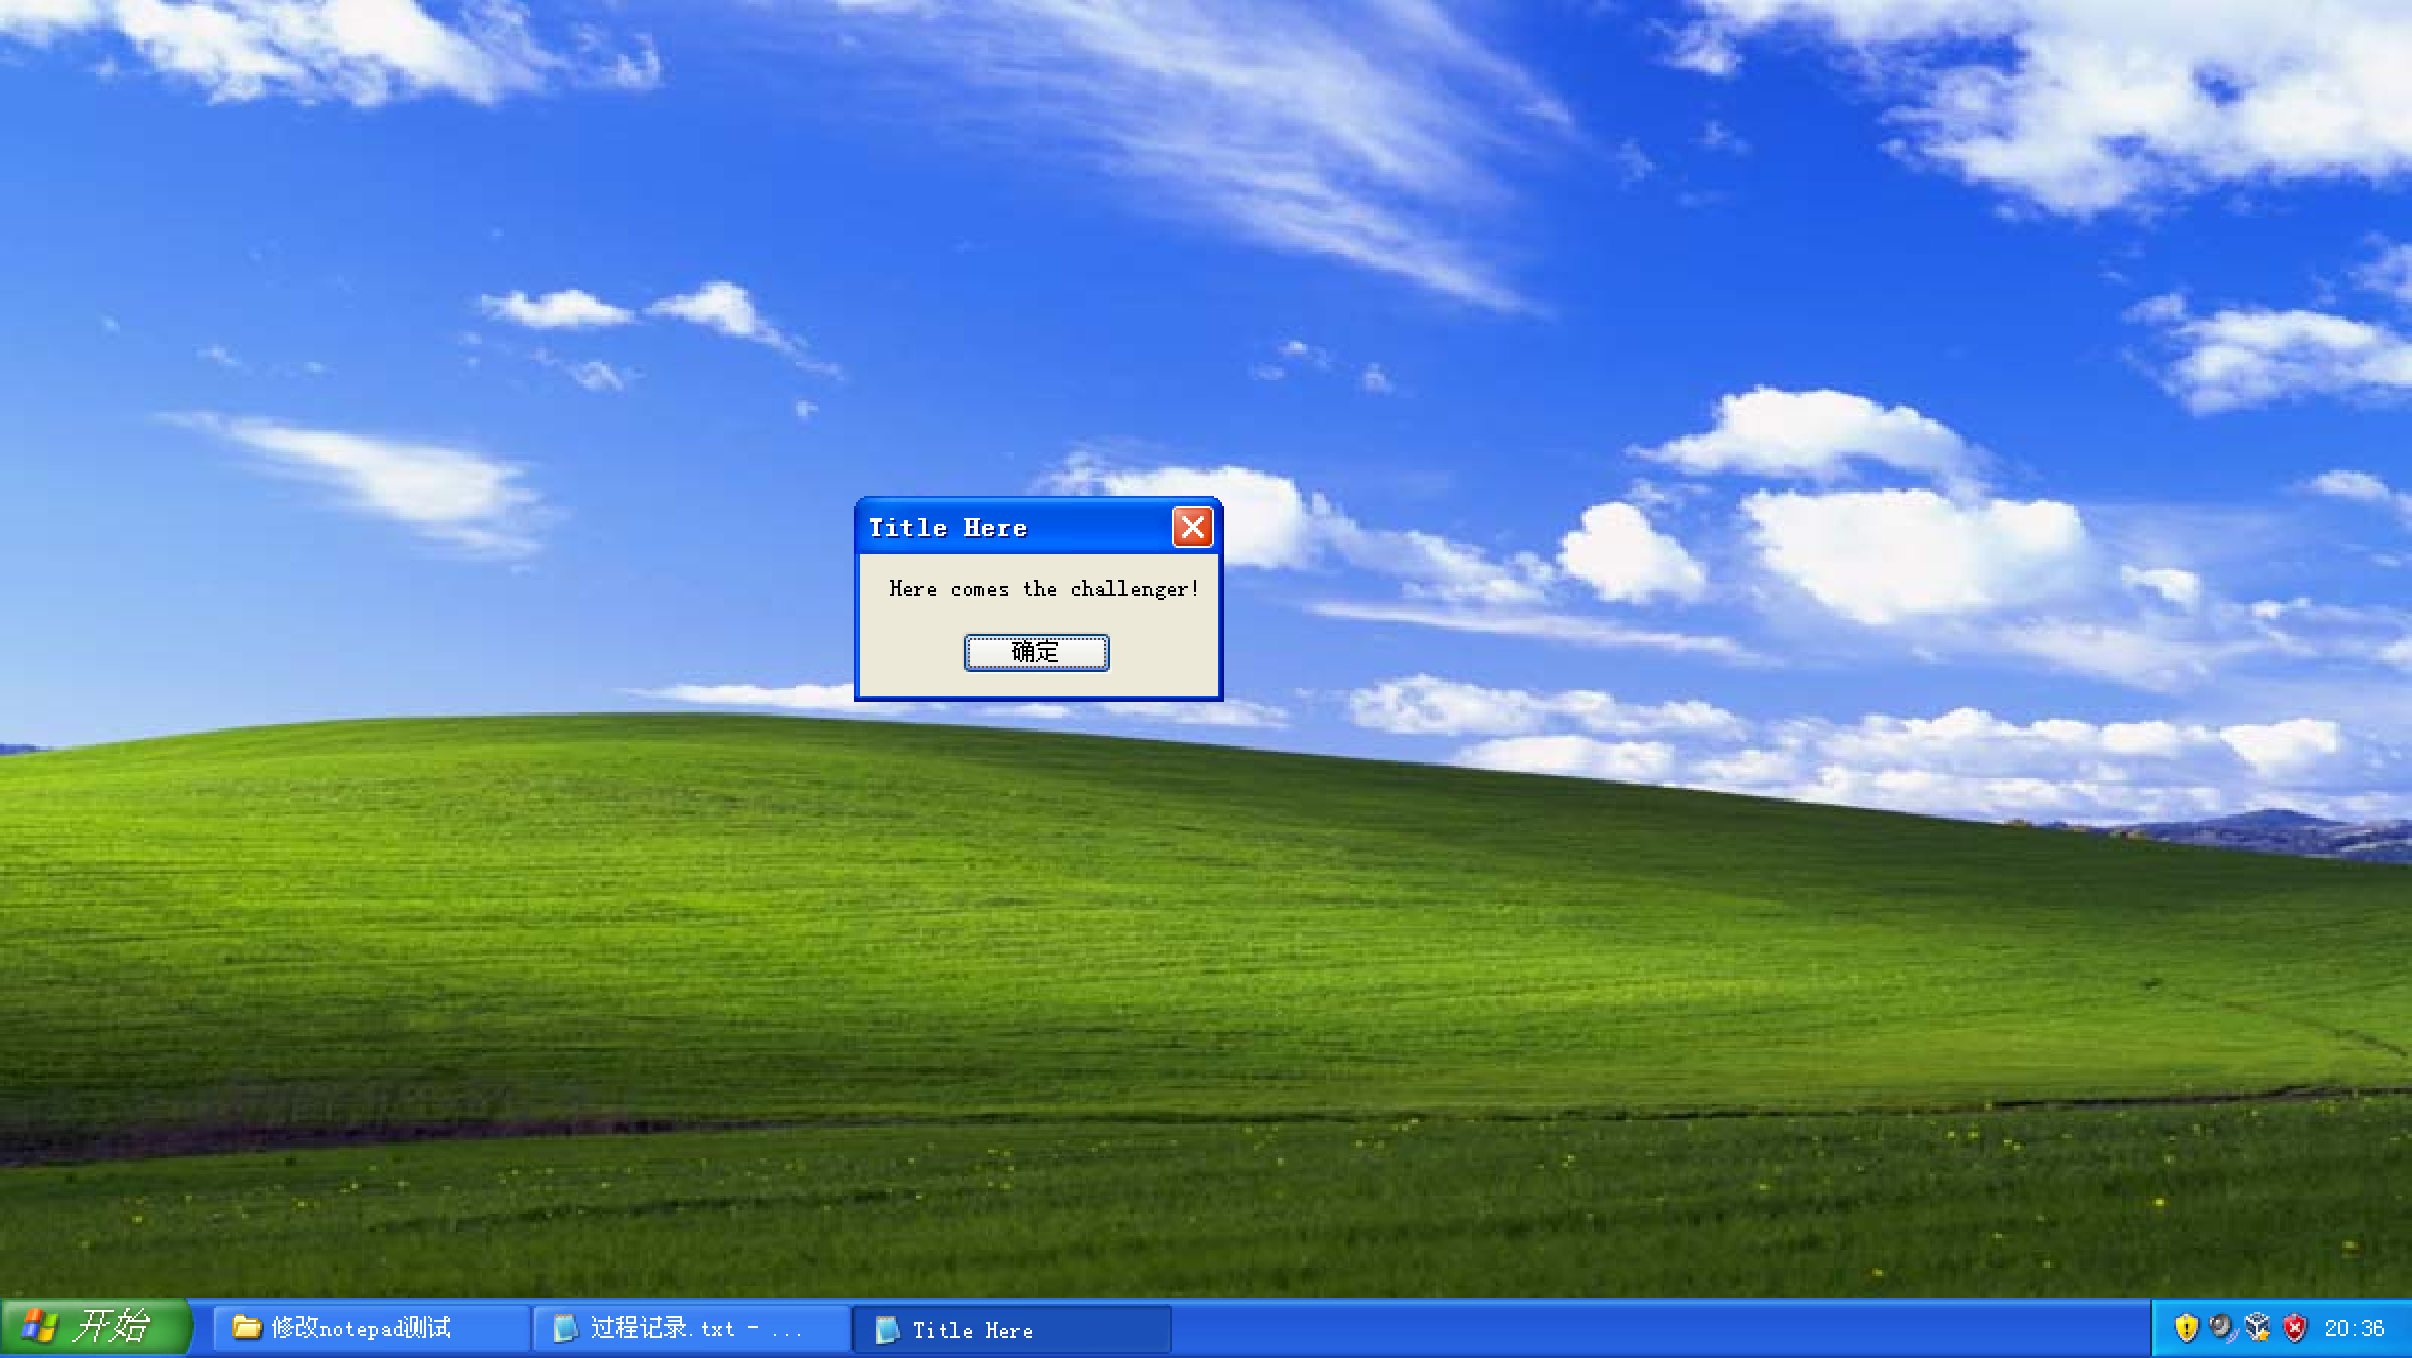 Title Here
Here comes the challenger!
确定
开始
修改notepad测试
过程记录.txt - ...
Title Here
20:36